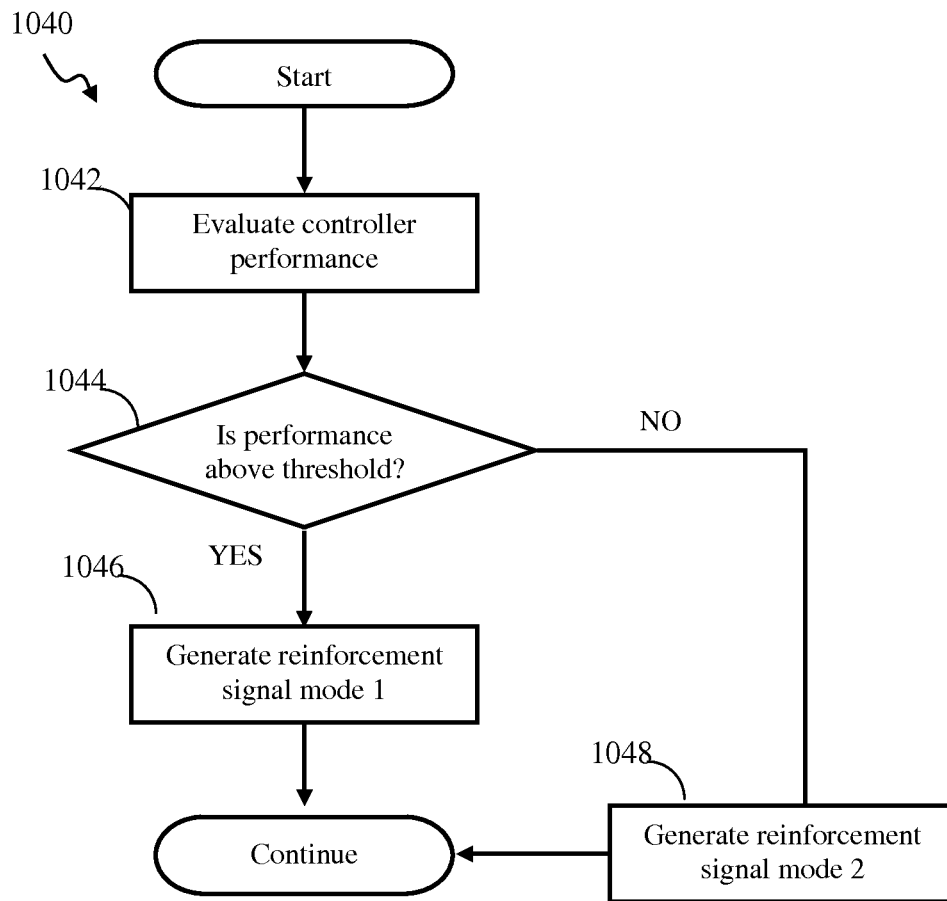 1040
Start
1042
Evaluate controller
performance
1044
Is performance
above threshold?
NO
YES
1046
Generate reinforcement
signal mode 1
1048
Continue
Generate reinforcement
signal mode 2